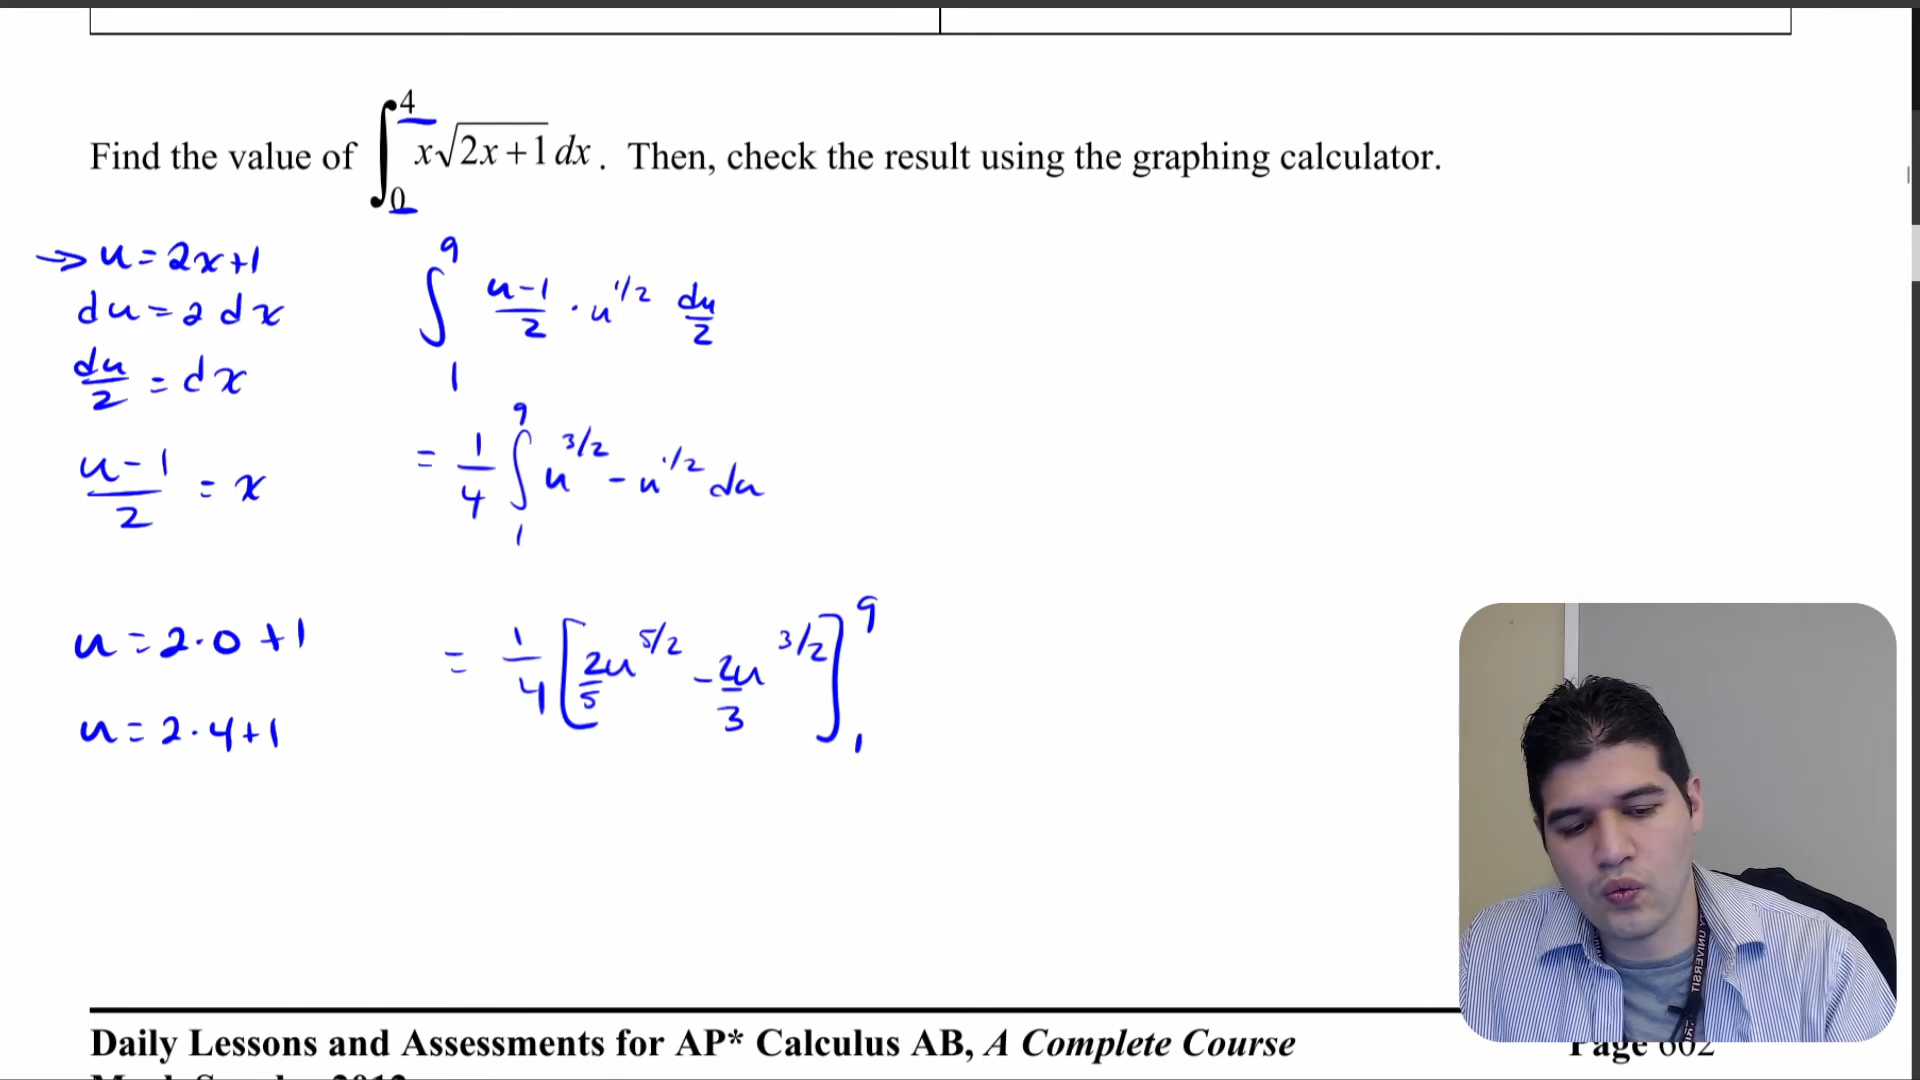 Find the value of ∫₀⁴ x√(2x+1) dx. Then, check the result using the graphing calculator.
→ u = 2x+1
du = 2 dx
du/2 = dx
(u-1)/2 = x
u = 2·0 +1
u = 2·4+1
∫₁⁹ (u-1)/2 · u^(1/2) du/2
= 1/4 ∫₁⁹ u^(3/2) - u^(1/2) du
= 1/4 [2u^(5/2)/5 - 2u^(3/2)/3]₁⁹
Daily Lessons and Assessments for AP* Calculus AB, A Complete Course
Page 602